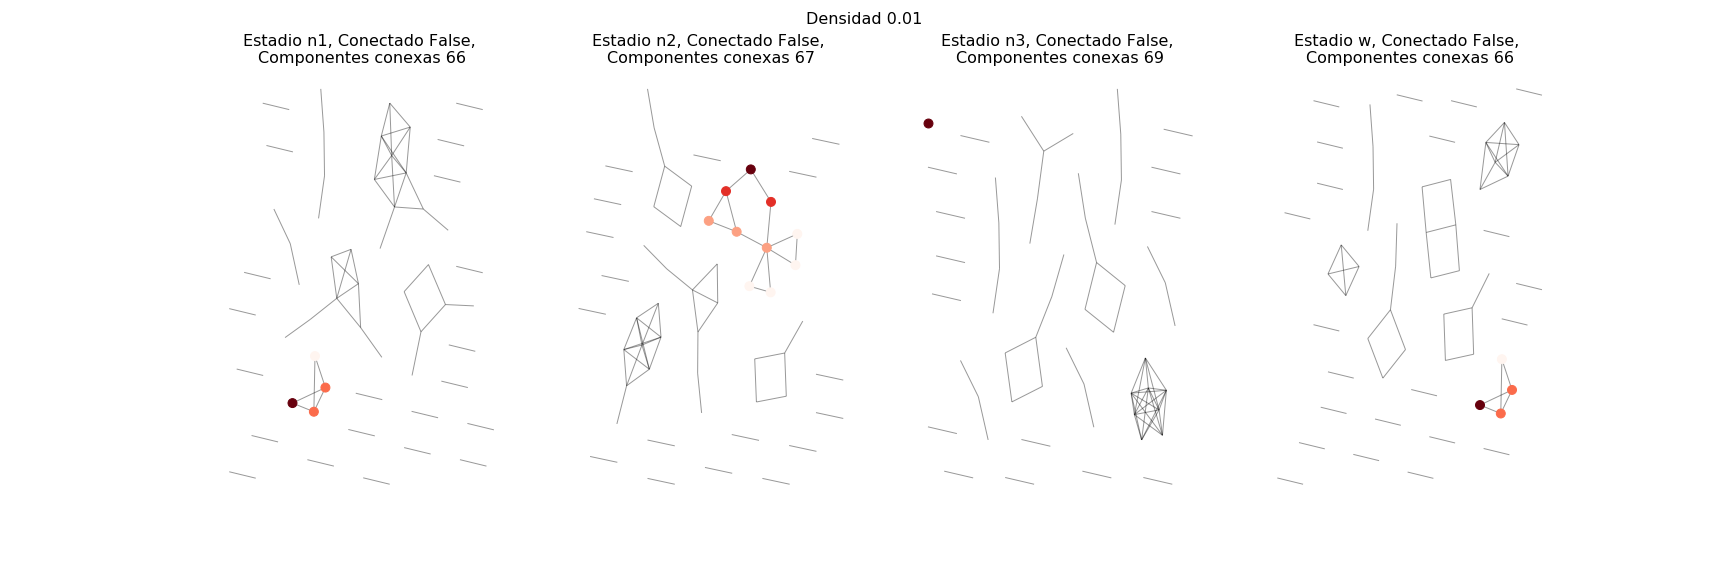 Densidad 0.01
Estadio n1, Conectado False,
Componentes conexas 66
Estadio n2, Conectado False,
Componentes conexas 67
Estadio n3, Conectado False,
Componentes conexas 69
Estadio w, Conectado False,
Componentes conexas 66